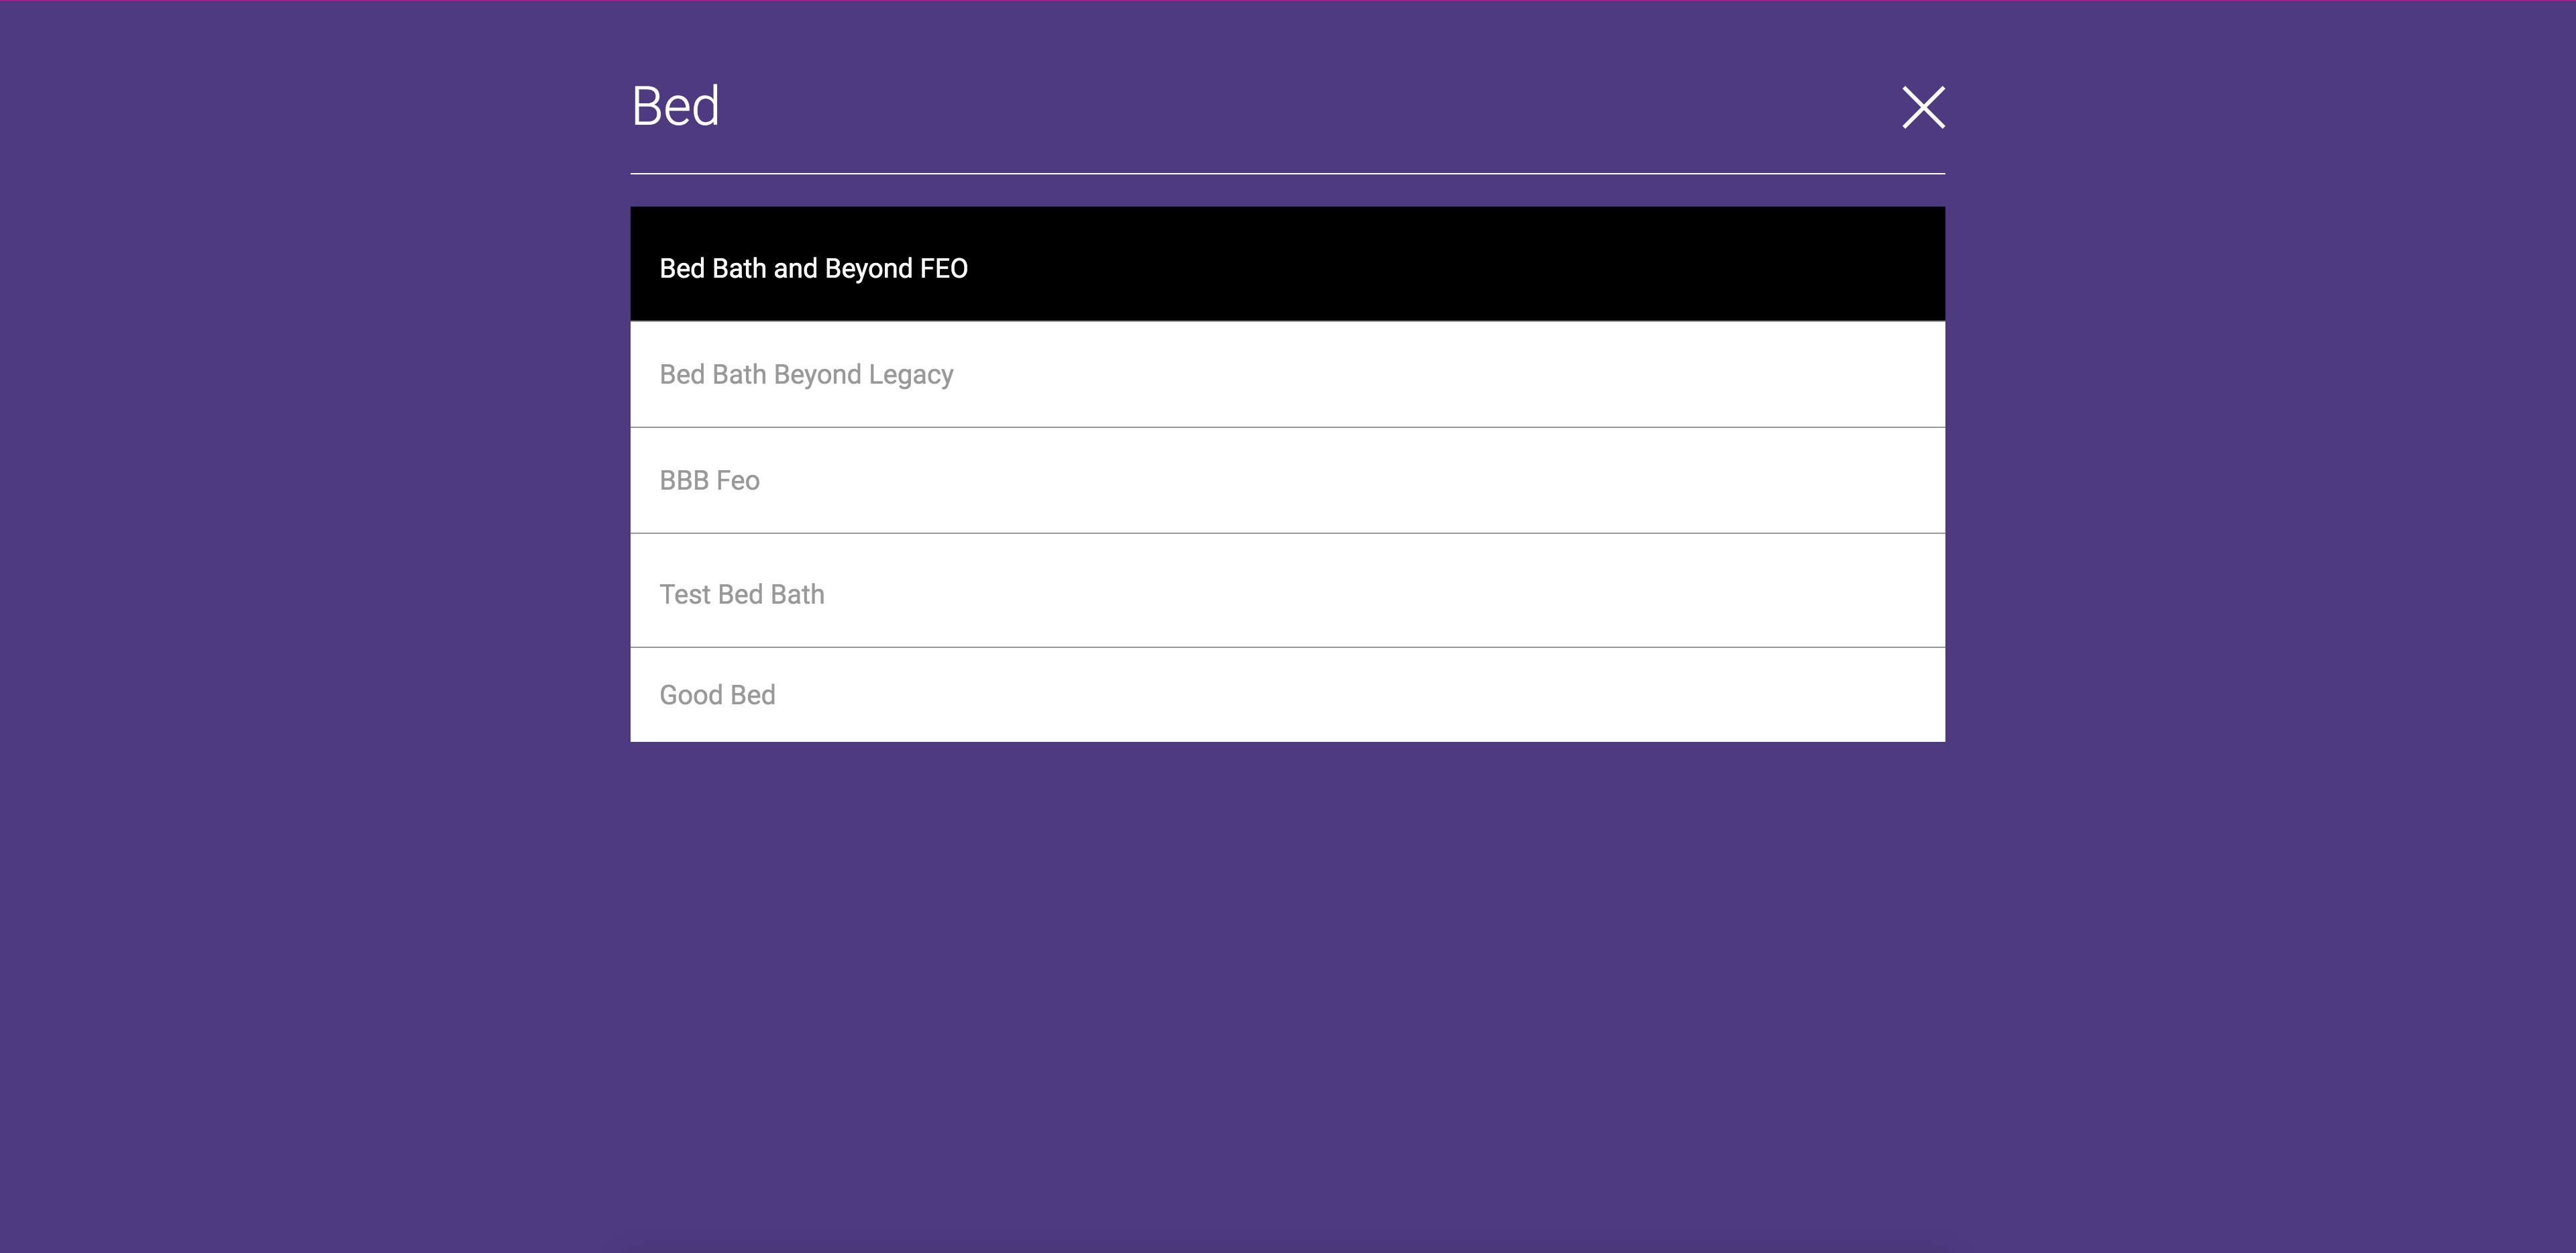 Bed
Bed Bath and Beyond FEO
Bed Bath Beyond Legacy
BBB Feo
Test Bed Bath
Good Bed